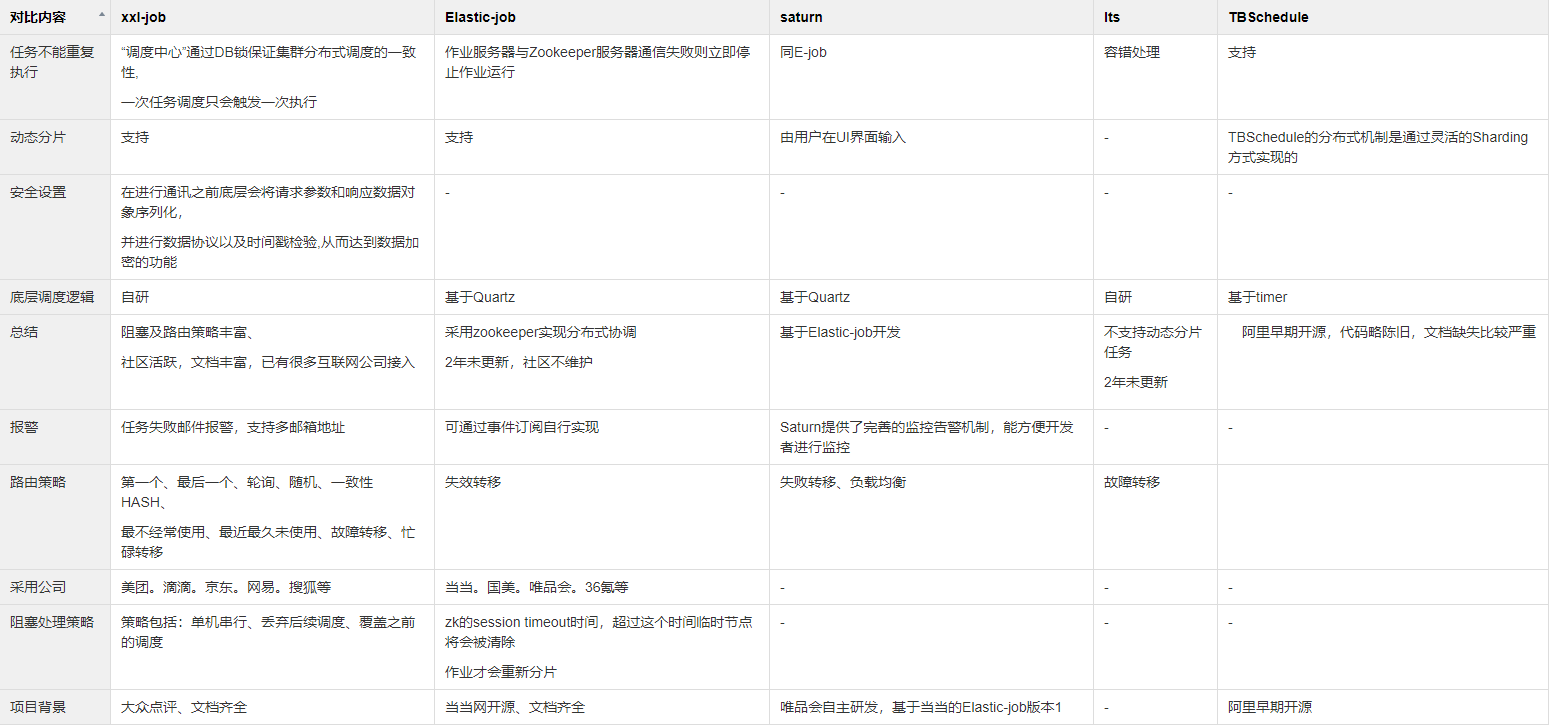 对比内容
xxl-job
Elastic-job
saturn
lts
TBSchedule
任务不能重复
执行
“调度中心”通过DB锁保证集群分布式调度的一致
性,
一次任务调度只会触发一次执行
作业服务器与Zookeeper服务器通信失败则立即停
止作业运行
同E-job
容错处理
支持
动态分片
支持
支持
由用户在UI界面输入
-
TBSchedule的分布式机制是通过灵活的Sharding
方式实现的
安全设置
在进行通讯之前底层会将请求参数和响应数据对
象序列化，
并进行数据协议以及时间戳检验,从而达到数据加
密的功能
-
-
-
-
底层调度逻辑
自研
基于Quartz
基于Quartz
自研
基于timer
总结
阻塞及路由策略丰富、
社区活跃，文档丰富，已有很多互联网公司接入
采用zookeeper实现分布式协调
2年未更新，社区不维护
基于Elastic-job开发
不支持动态分片
任务
2年未更新
阿里早期开源，代码略陈旧，文档缺失比较严重
报警
任务失败邮件报警，支持多邮箱地址
可通过事件订阅自行实现
Saturn提供了完善的监控告警机制，能方便开发
者进行监控
-
-
路由策略
第一个、最后一个、轮询、随机、一致性
HASH、
最不经常使用、最近最久未使用、故障转移、忙
碌转移
失效转移
失败转移、负载均衡
故障转移
采用公司
美团。滴滴。京东。网易。搜狐等
当当。国美。唯品会。36氪等
-
-
-
阻塞处理策略
策略包括：单机串行、丢弃后续调度、覆盖之前
的调度
zk的session timeout时间，超过这个时间临时节点
将会被清除
作业才会重新分片
-
-
-
项目背景
大众点评、文档齐全
当当网开源、文档齐全
唯品会自主研发，基于当当的Elastic-job版本1
-
阿里早期开源